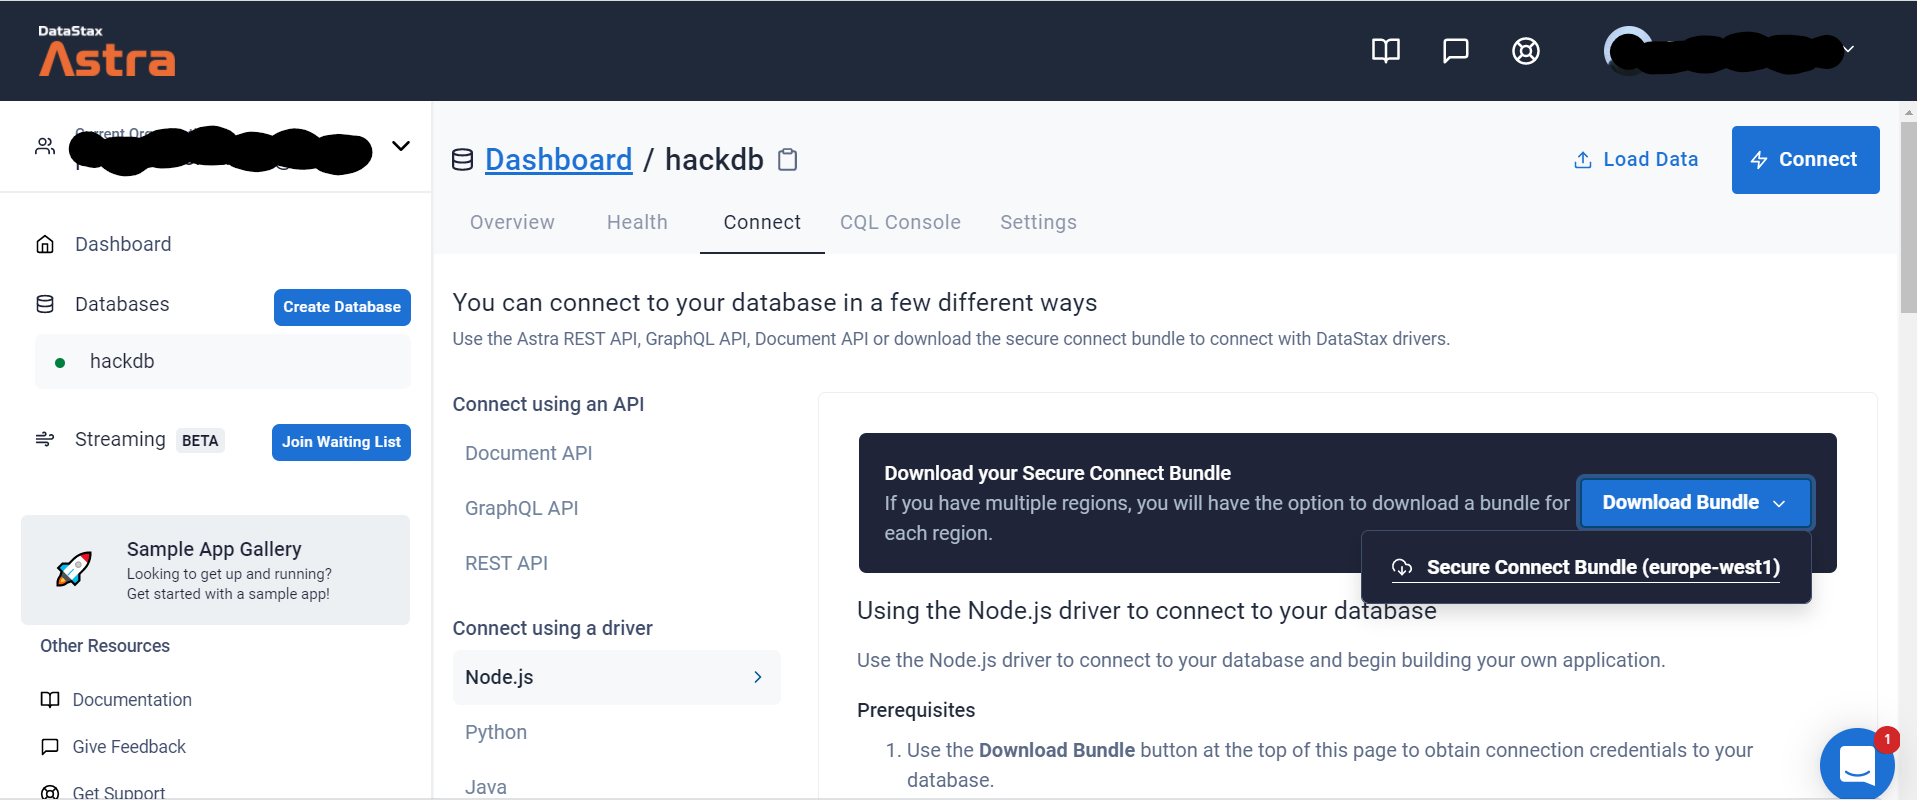 DataStax
Astra
Current
Dashboard
Databases
Create Database
hackdb
Streaming BETA
Join Waiting List
Sample App Gallery
Looking to get up and running?
Get started with a sample app!
Other Resources
Documentation
Give Feedback
Get Support
Dashboard / hackdb
Load Data
Connect
Overview
Health
Connect
CQL Console
Settings
You can connect to your database in a few different ways
Use the Astra REST API, GraphQL API, Document API or download the secure connect bundle to connect with DataStax drivers.
Connect using an API
Document API
GraphQL API
REST API
Connect using a driver
Node.js
Python
Java
Download your Secure Connect Bundle
If you have multiple regions, you will have the option to download a bundle for
each region.
Download Bundle
Secure Connect Bundle (europe-west1)
Using the Node.js driver to connect to your database
Use the Node.js driver to connect to your database and begin building your own application.
Prerequisites
1. Use the Download Bundle button at the top of this page to obtain connection credentials to your
database.
1